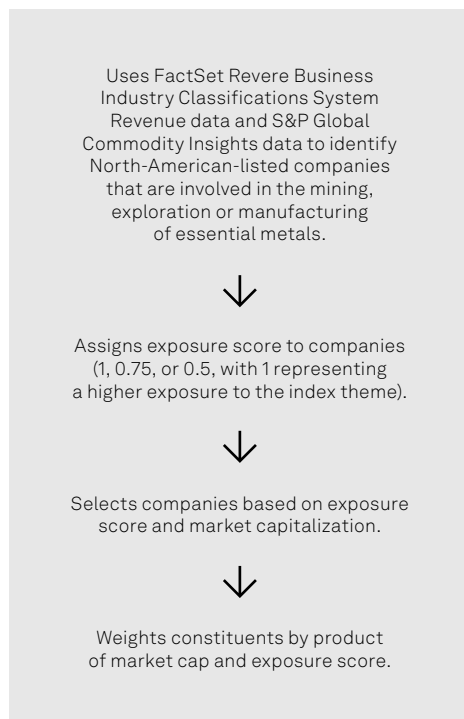 Uses FactSet Revere Business
Industry Classifications System
Revenue data and S&P Global
Commodity Insights data to identify
North-American-listed companies
that are involved in the mining,
exploration or manufacturing
of essential metals.
Assigns exposure score to companies
(1, 0.75, or 0.5, with 1 representing
a higher exposure to the index theme).
Selects companies based on exposure
score and market capitalization.
Weights constituents by product
of market cap and exposure score.